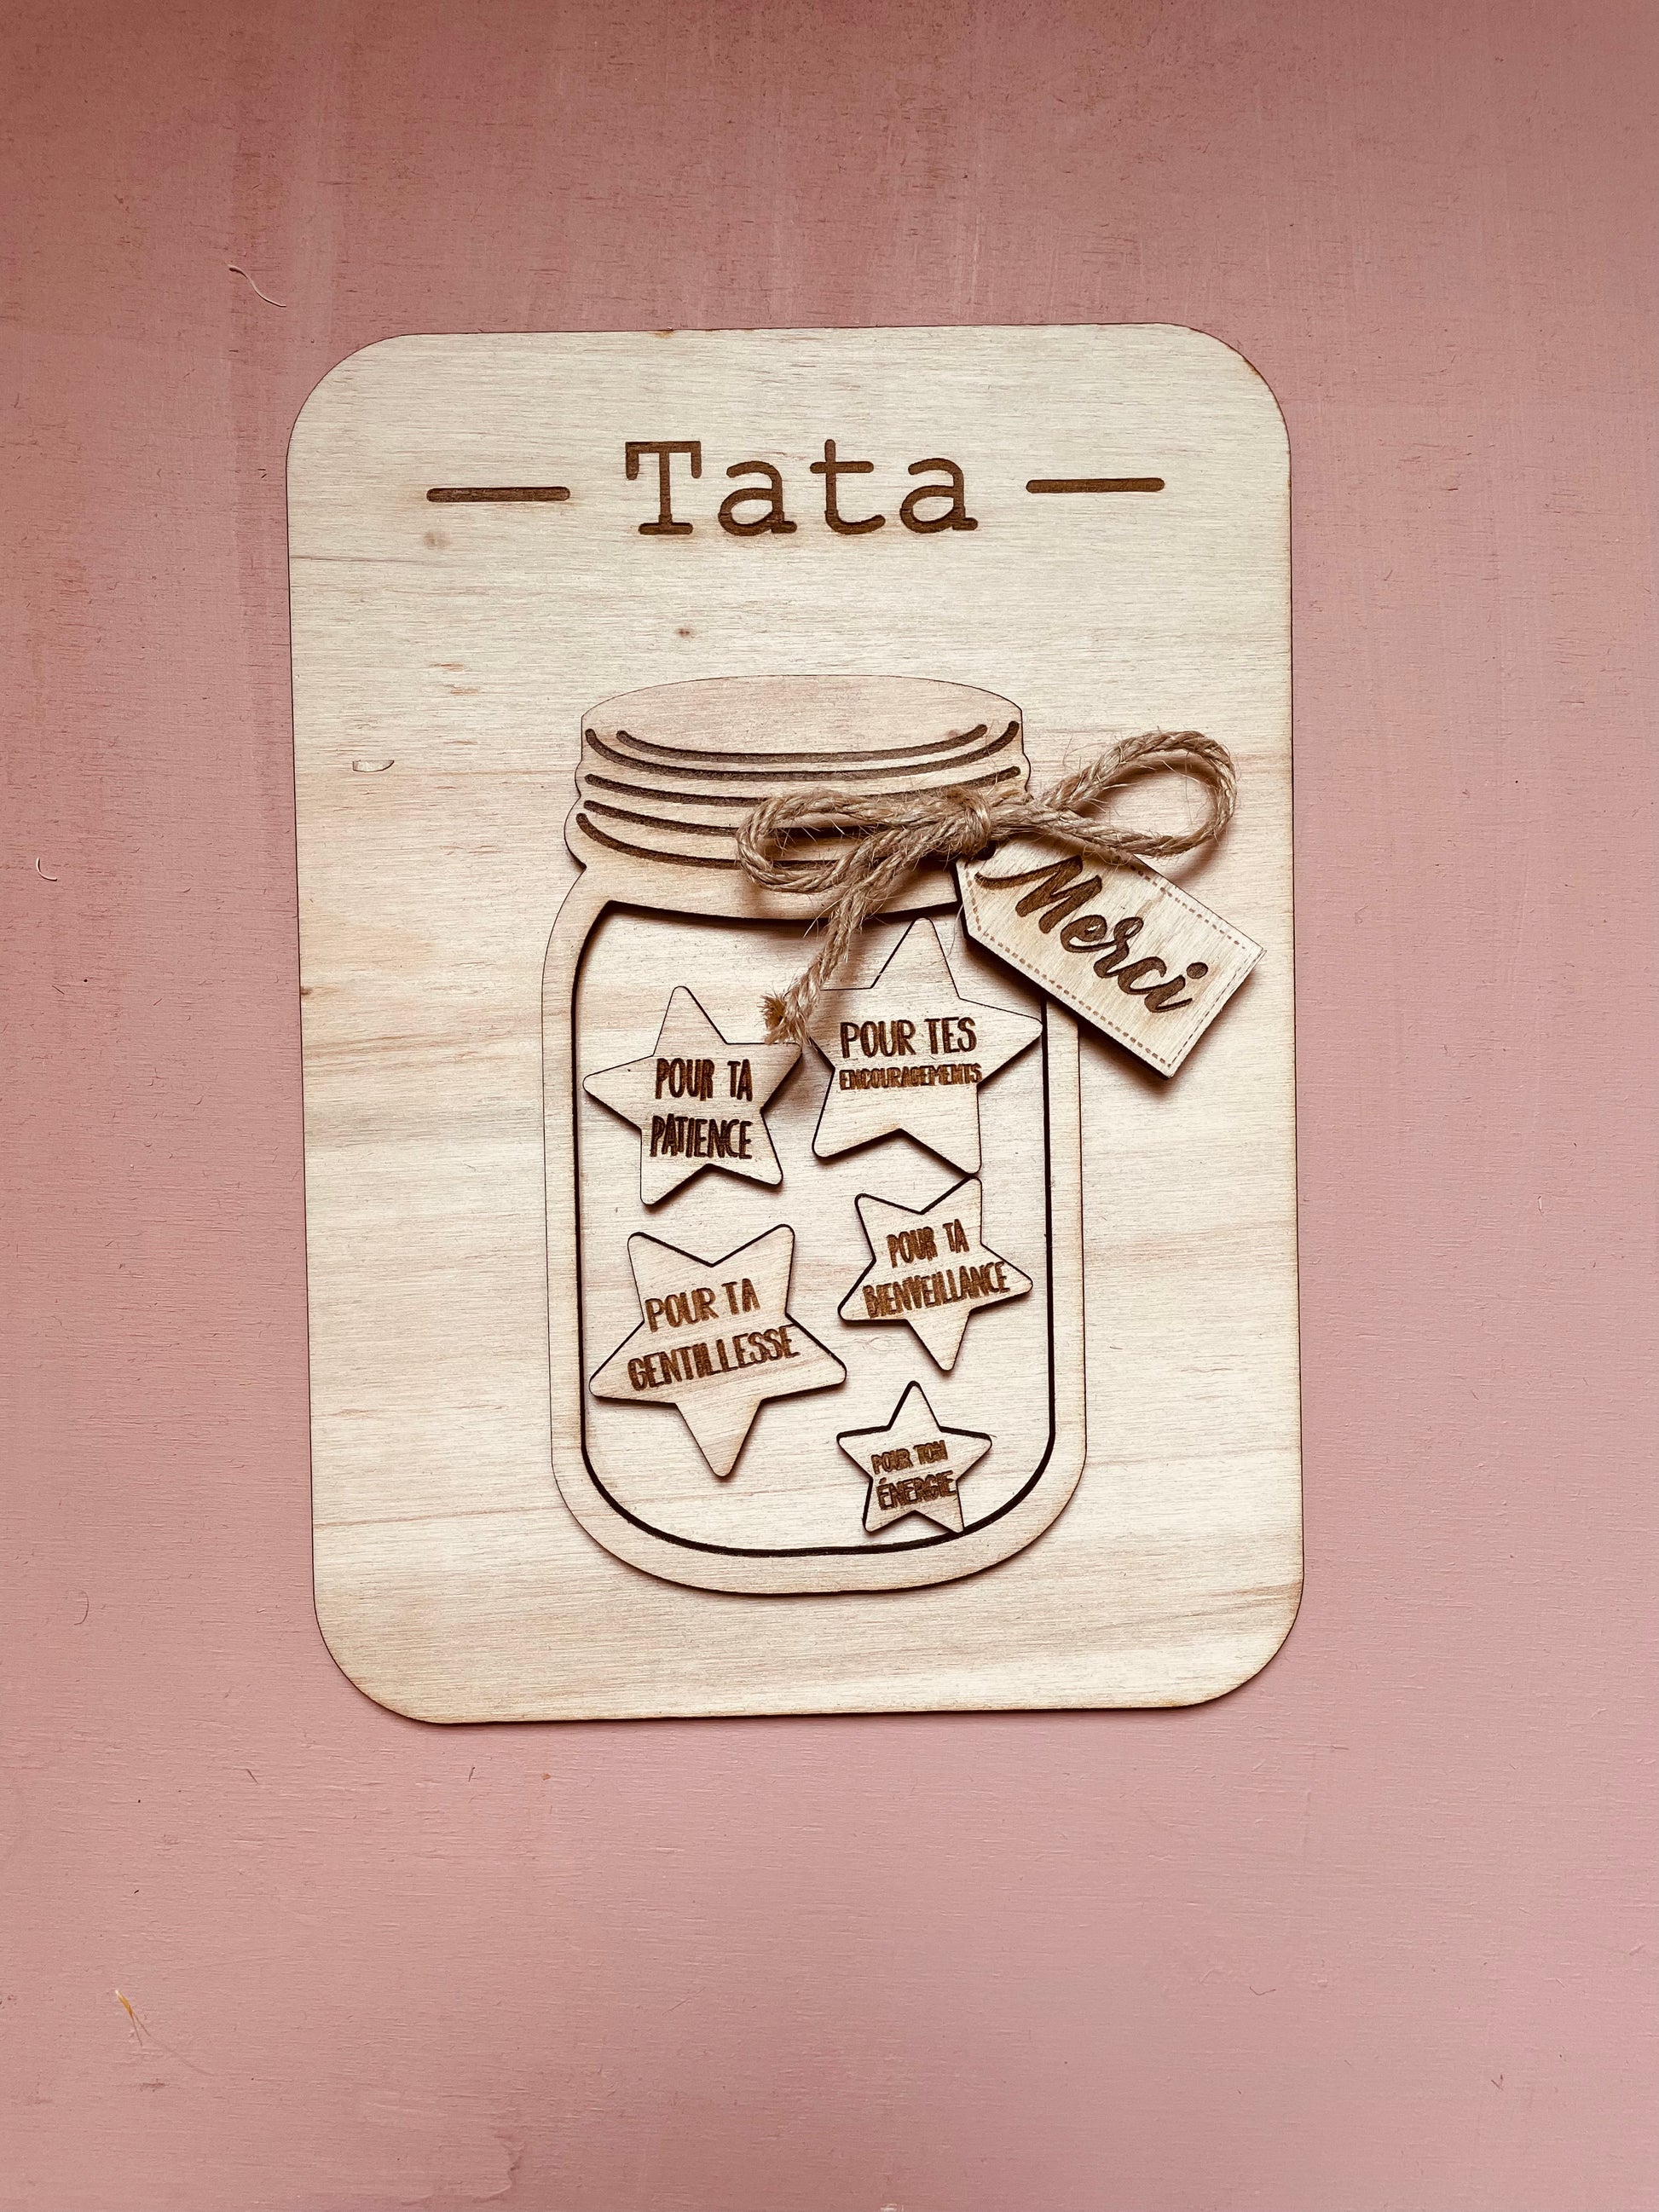 Tata
Merci
POUR TA
PATIENCE
POUR TES
ENCOURAGEMENTS
POUR TA
GENTILLESSE
POUR TA
BIENVEILLANCE
POUR TON
ÉNERGIE